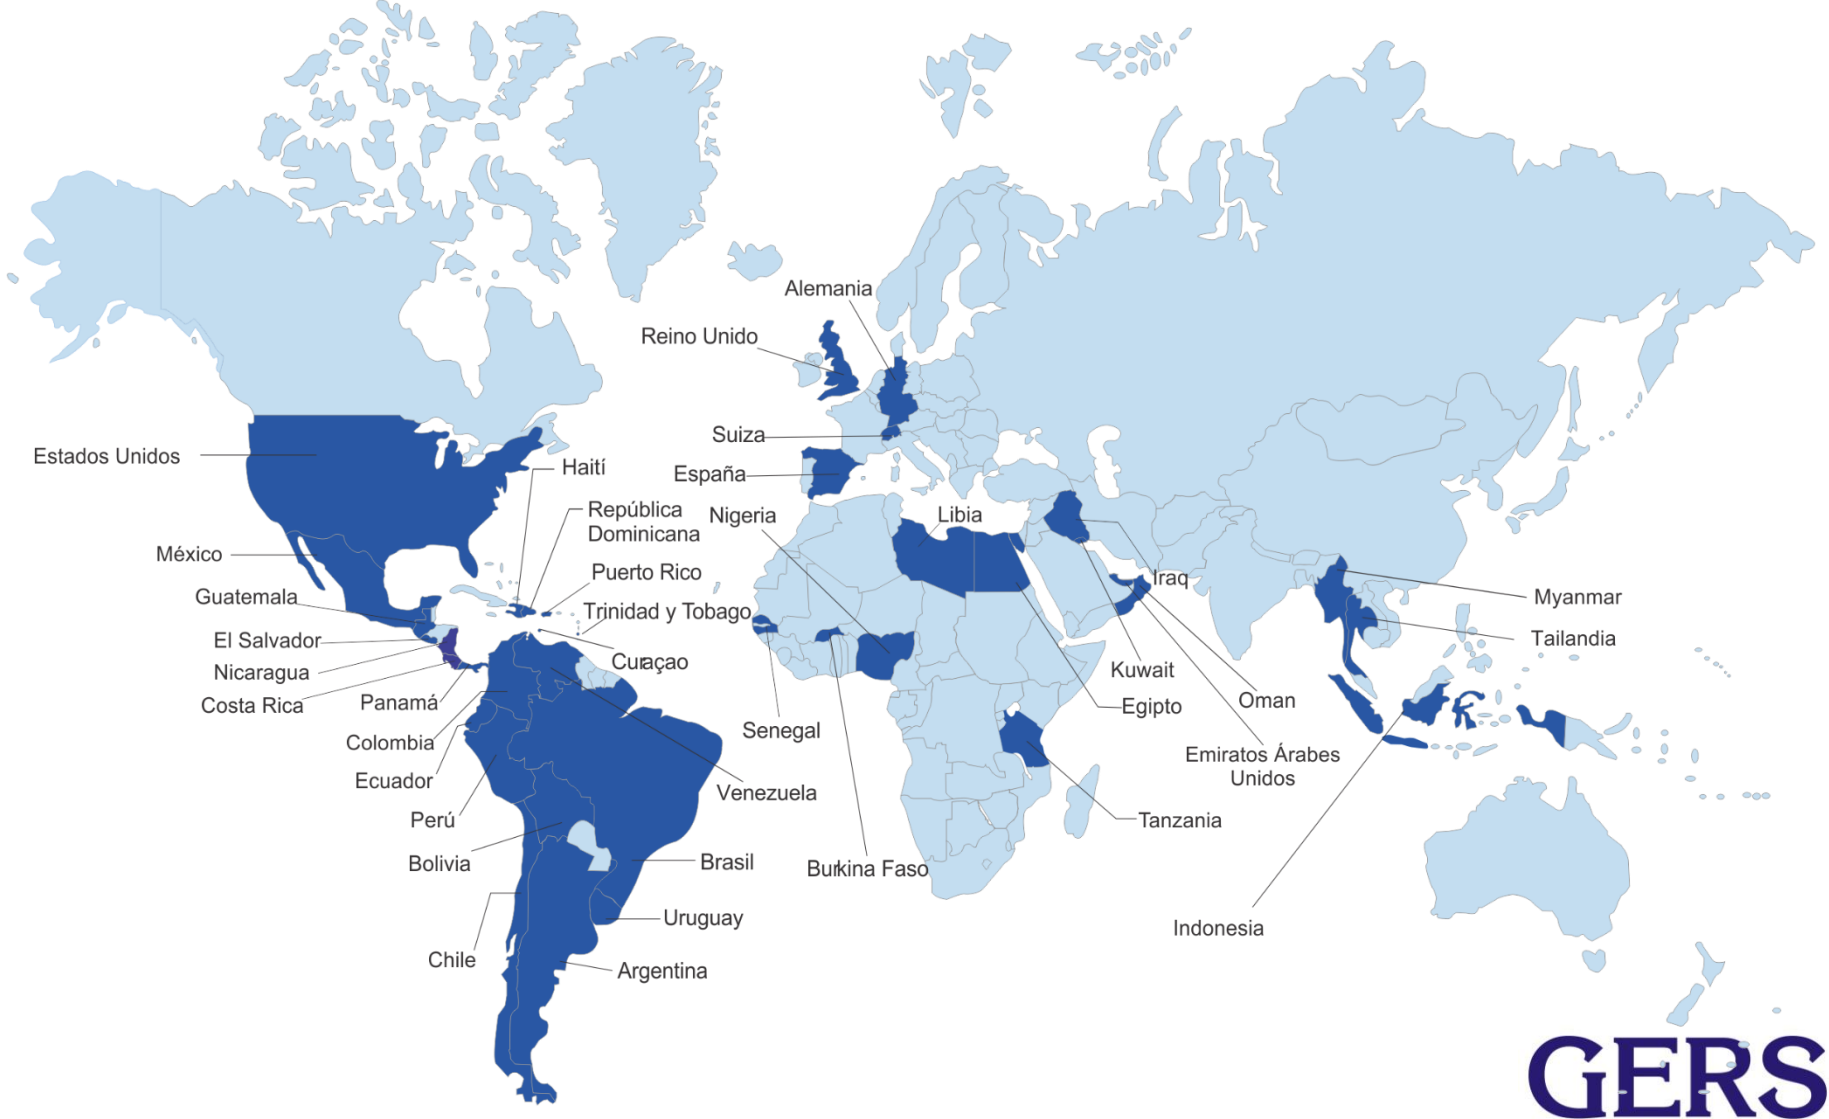 Alemania
Reino Unido
Suiza
España
Estados Unidos
Haití
República
Dominicana
Nigeria
Libia
México
Puerto Rico
Iraq
Guatemala
Trinidad y Tobago
Myanmar
El Salvador
Tailandia
Nicaragua
Curaçao
Kuwait
Costa Rica
Panamá
Oman
Egipto
Senegal
Colombia
Emiratos Árabes
Unidos
Ecuador
Venezuela
Perú
Tanzania
Bolivia
Brasil
Burkina Faso
Uruguay
Indonesia
Chile
Argentina
GERS